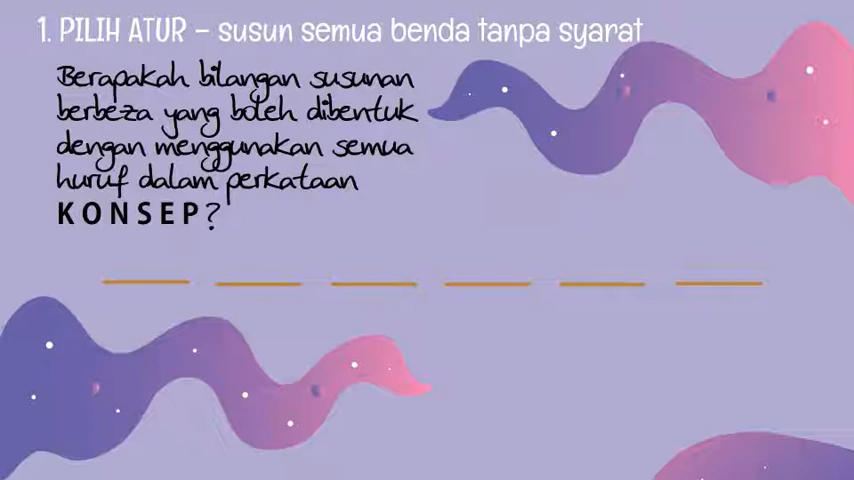 1. PILIH ATUR – susun semua benda tanpa syarat
Berapakah bilangan susunan
berbeza yang boleh dibentuk
dengan menggunakan semua
huruf dalam perkataan
K O N S E P ?